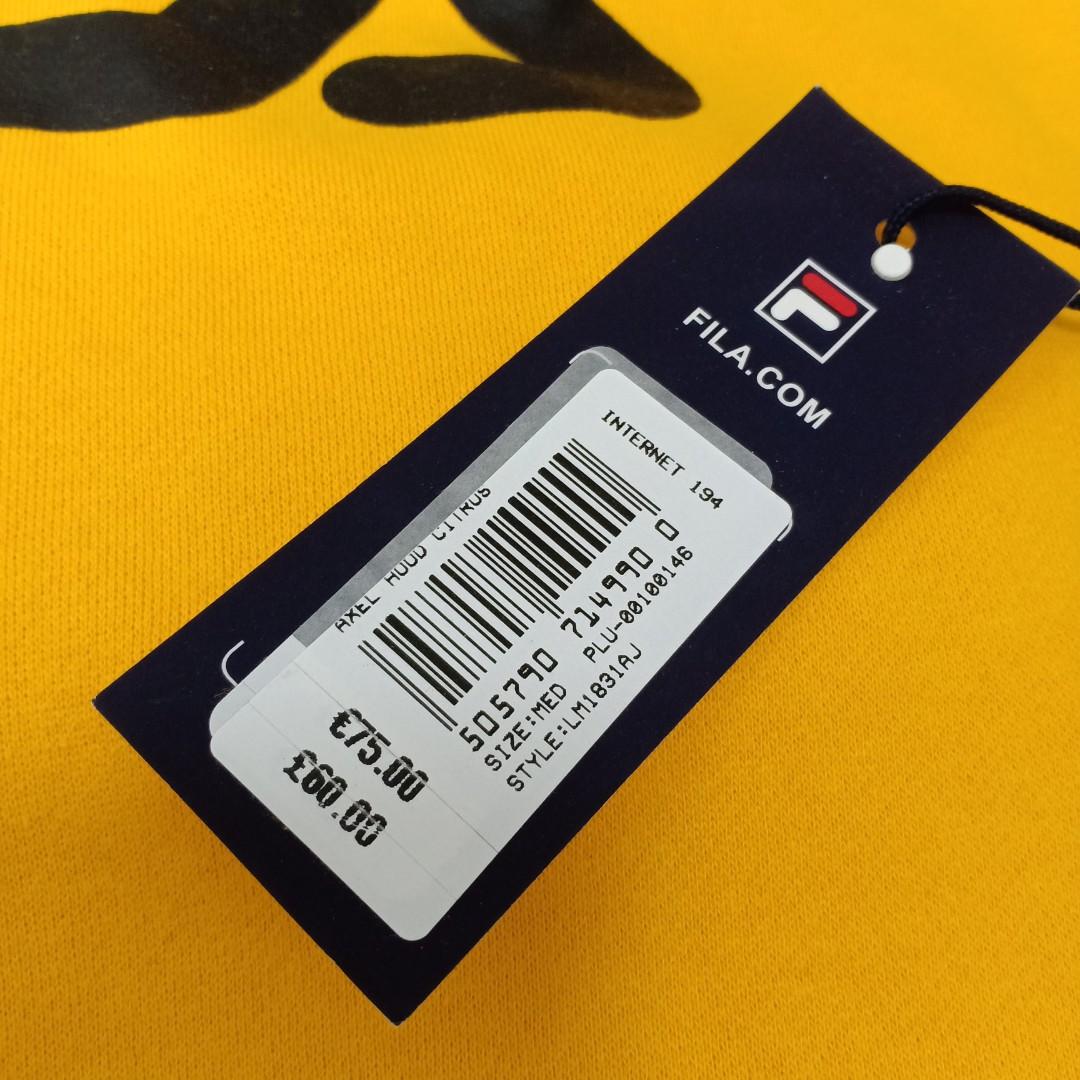 FILA.COM
INTERNET 194
AXEL HOOD CITRUS
505790 714990 0
SIZE:MED PLU-00100146
STYLE:LM1831AJ
€75.00
£60.00